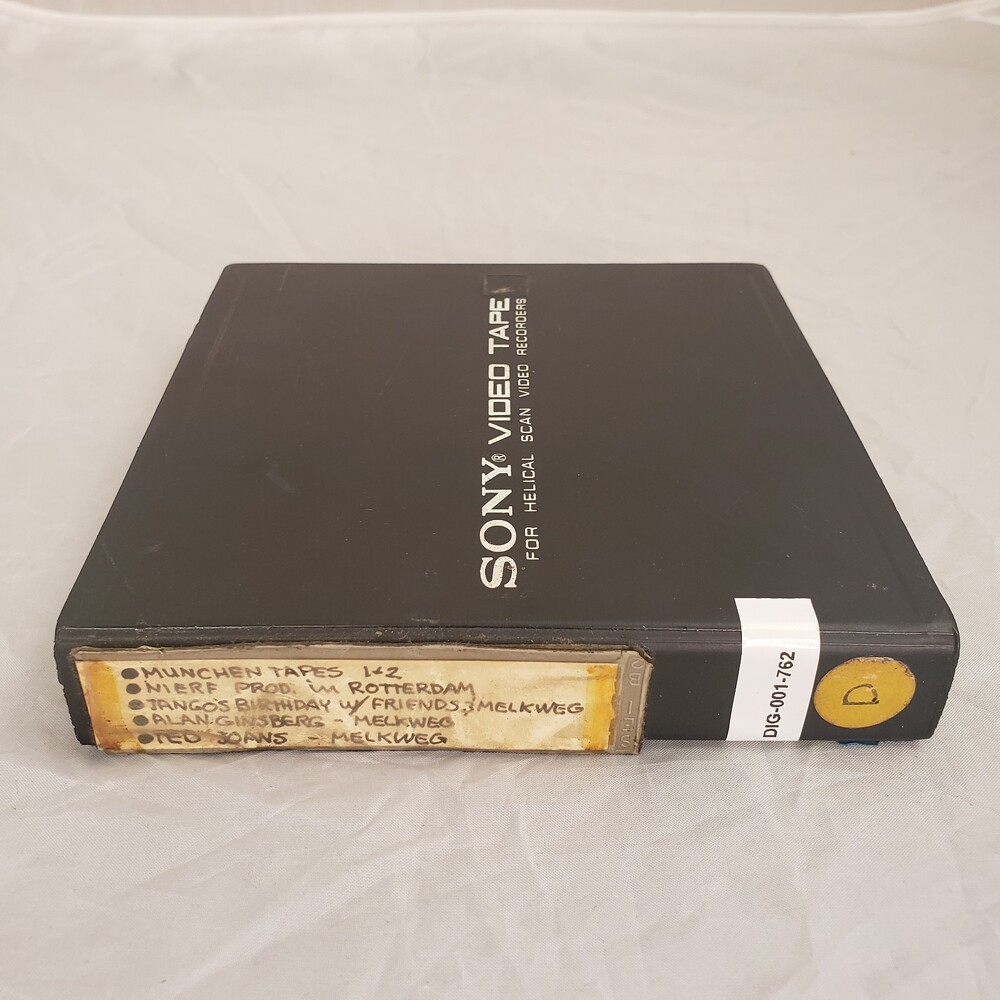 SONY® VIDEO TAPE
FOR HELICAL SCAN VIDEO RECORDERS
●MUNCHEN TAPES 1+2
●NIERF PROD. in ROTTERDAM
●JANGO'S BIRTHDAY W/ FRIENDS, MELKWEG
●ALAN GINSBERG - MELKWEG
●TED JOANS - MELKWEG
DIG-001-762
D